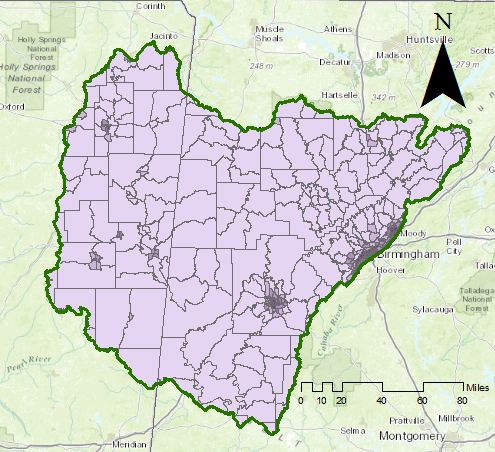 Corinth
Jacinto
Holly Springs
National
Forest
Holly Springs
National
Forest
Oxford
Muscle
Shoals
Athens
Huntsville
N
Madison
Scotts
Decatur
248 m
279 m
Hartselle
342 m
Moody
Pell
City
Birmingham
Hoover
Talladega
National
Forest
Sylacauga
Cahaba River
Pearl River
Miles
0 10 20 40 60 80
Selma
Prattville
Millbrook
Montgomery
Meridian